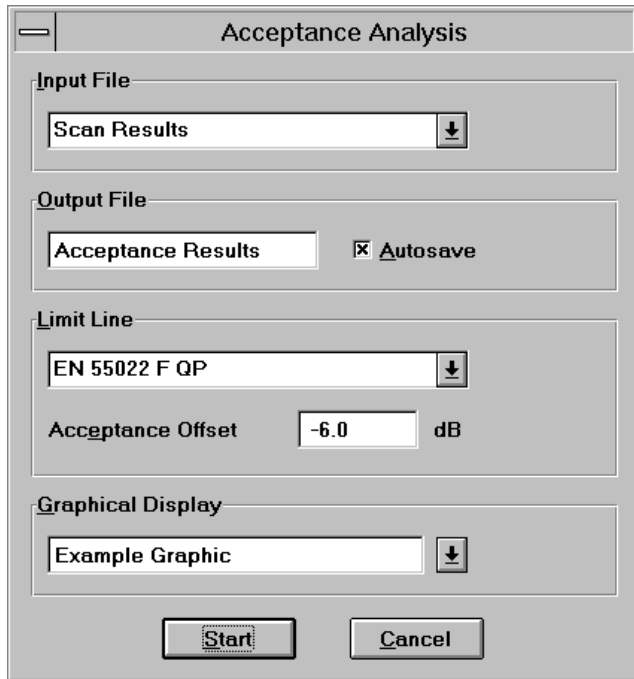 Acceptance Analysis
Input File
Scan Results
Output File
Acceptance Results
Autosave
Limit Line
EN 55022 F QP
Acceptance Offset -6.0 dB
Graphical Display
Example Graphic
Start Cancel